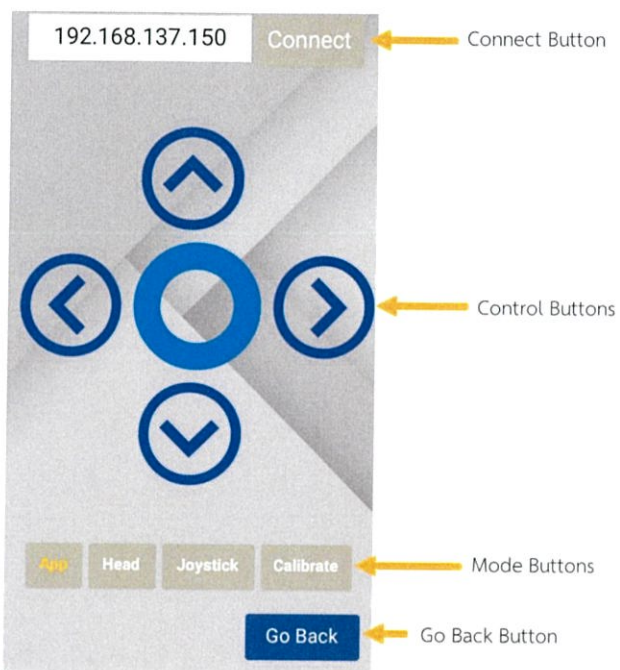 192.168.137.150 Connect Connect Button
Control Buttons
App Head Joystick Calibrate Mode Buttons
Go Back Go Back Button